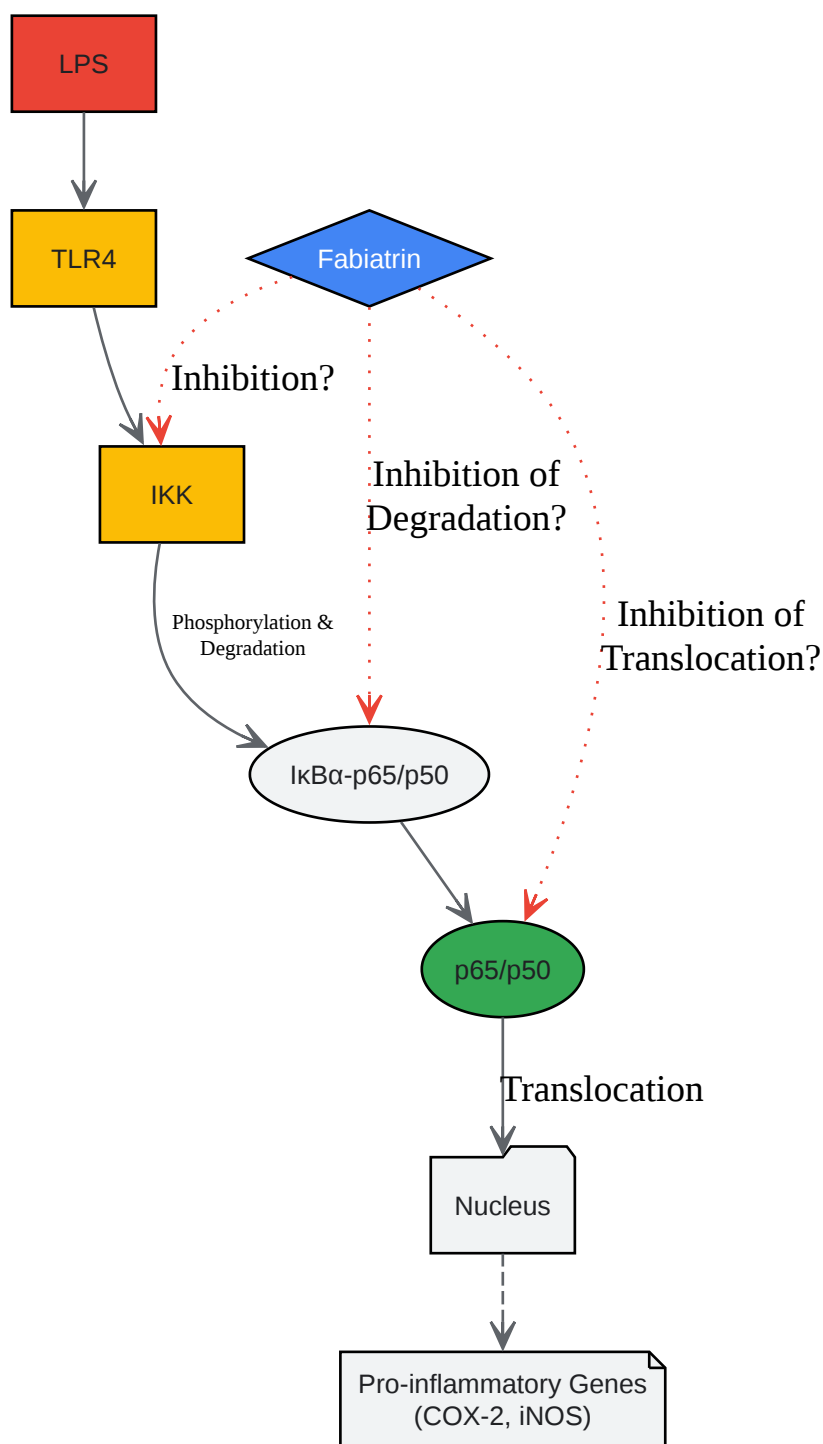 LPS
TLR4
Fabiatrin
Inhibition?
IKK
Inhibition of
Degradation?
Phosphorylation &
Degradation
Inhibition of
Translocation?
IκBα-p65/p50
p65/p50
Translocation
Nucleus
Pro-inflammatory Genes
(COX-2, iNOS)